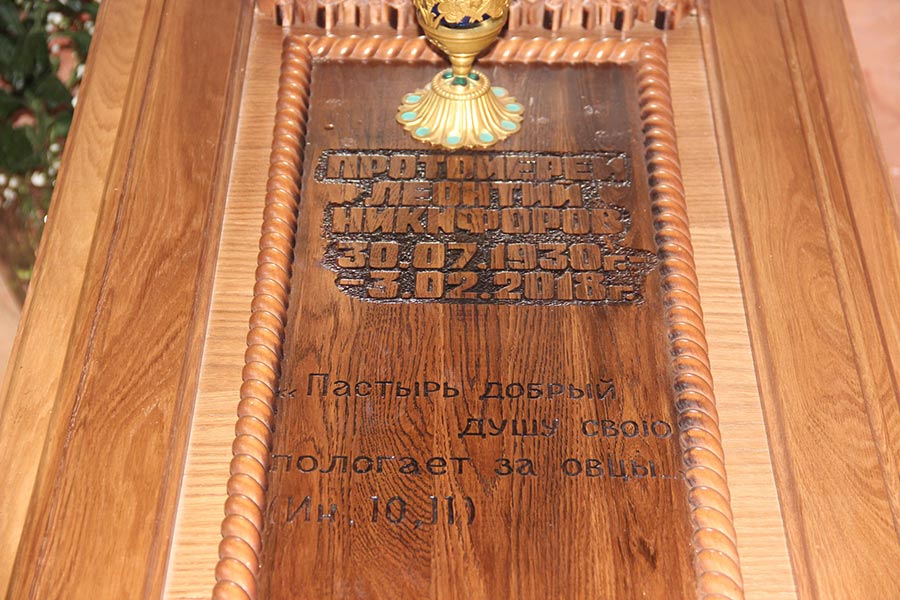 ПРОТОИЕРЕЙ
ЛЕОНТИЙ
НИКИФОРОВ
30.07.1930г.-
-3.02.2018г.
«Пастырь добрый
душу свою
пологает за овцы...
(Ин. 10,11)